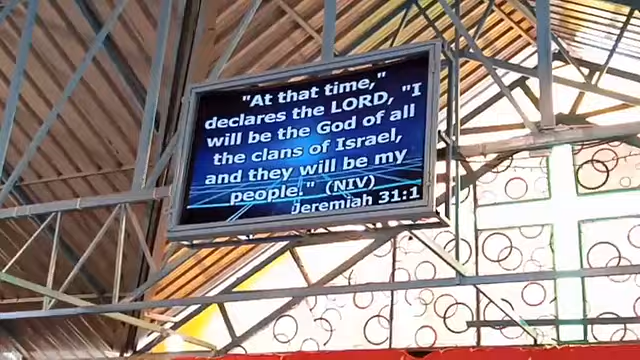 "At that time,"
declares the LORD, "I
will be the God of all
the clans of Israel,
and they will be my
people." (NIV)
Jeremiah 31:1